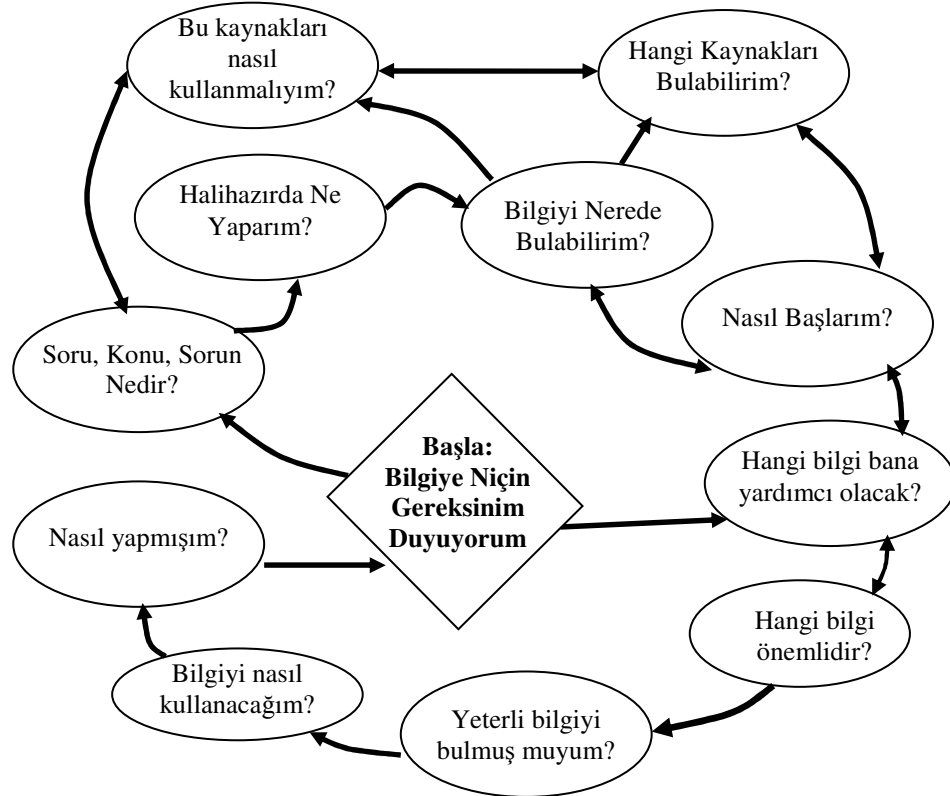 Bu kaynakları
nasıl
kullanmalıyım?
Hangi Kaynakları
Bulabilirim?
Halihazırda Ne
Yaparım?
Bilgiyi Nerede
Bulabilirim?
Nasıl Başlarım?
Soru, Konu, Sorun
Nedir?
Başla:
Bilgiye Niçin
Gereksinim
Duyuyorum
Hangi bilgi bana
yardımcı olacak?
Nasıl yapmışım?
Hangi bilgi
önemlidir?
Bilgiyi nasıl
kullanacağım?
Yeterli bilgiyi
bulmuş muyum?